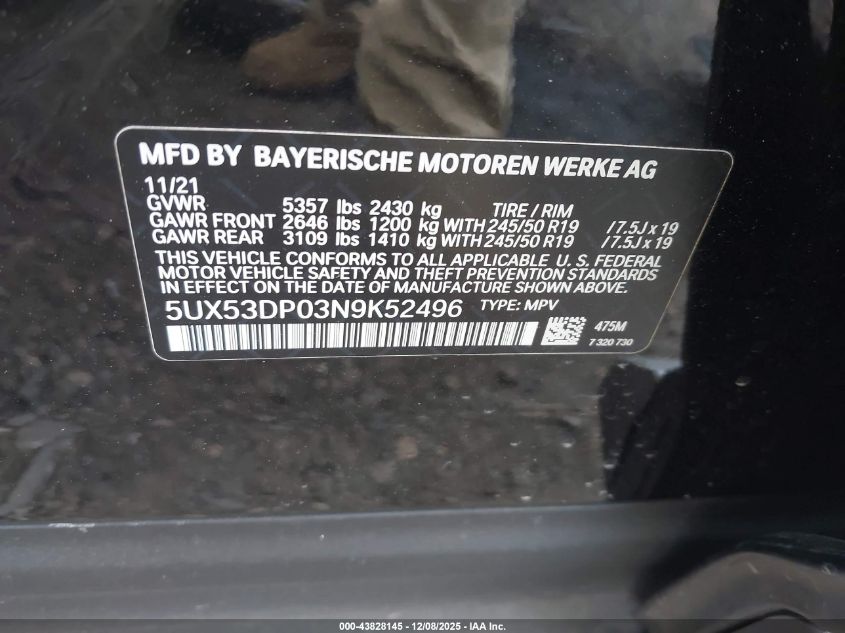 MFD BY BAYERISCHE MOTOREN WERKE AG
11/21
GVWR 5357 lbs 2430 kg TIRE / RIM
GAWR FRONT 2646 lbs 1200 kg WITH 245/50 R19 / 7.5J x 19
GAWR REAR 3109 lbs 1410 kg WITH 245/50 R19 / 7.5J x 19
THIS VEHICLE CONFORMS TO ALL APPLICABLE U. S. FEDERAL
MOTOR VEHICLE SAFETY AND THEFT PREVENTION STANDARDS
IN EFFECT ON THE DATE OF MANUFACTURE SHOWN ABOVE.
5UX53DP03N9K52496 TYPE: MPV
475M
7 320 730
000-43828145 - 12/08/2025 - IAA Inc.